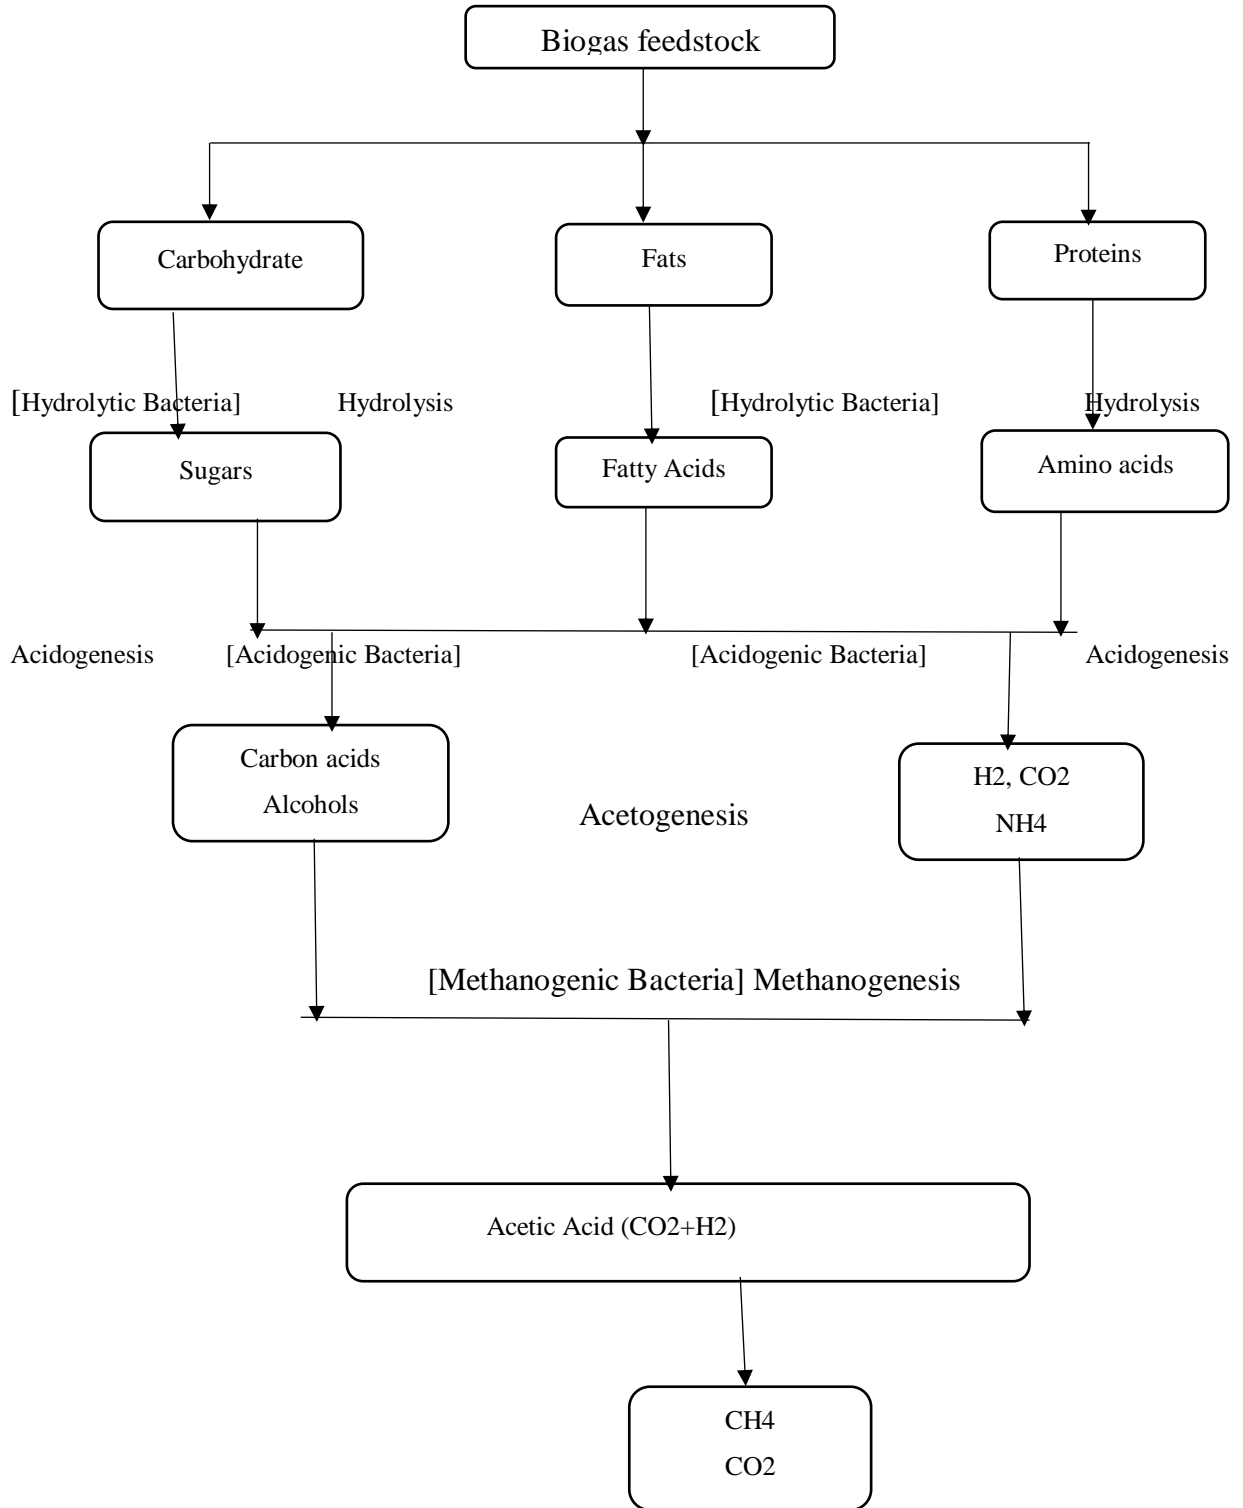 Biogas feedstock
Carbohydrate
Fats
Proteins
[Hydrolytic Bacteria] Hydrolysis [Hydrolytic Bacteria] Hydrolysis
Sugars
Fatty Acids
Amino acids
Acidogenesis [Acidogenic Bacteria] [Acidogenic Bacteria] Acidogenesis
Carbon acids
Alcohols
H2, CO2
NH4
Acetogenesis
[Methanogenic Bacteria] Methanogenesis
Acetic Acid (CO2+H2)
CH4
CO2